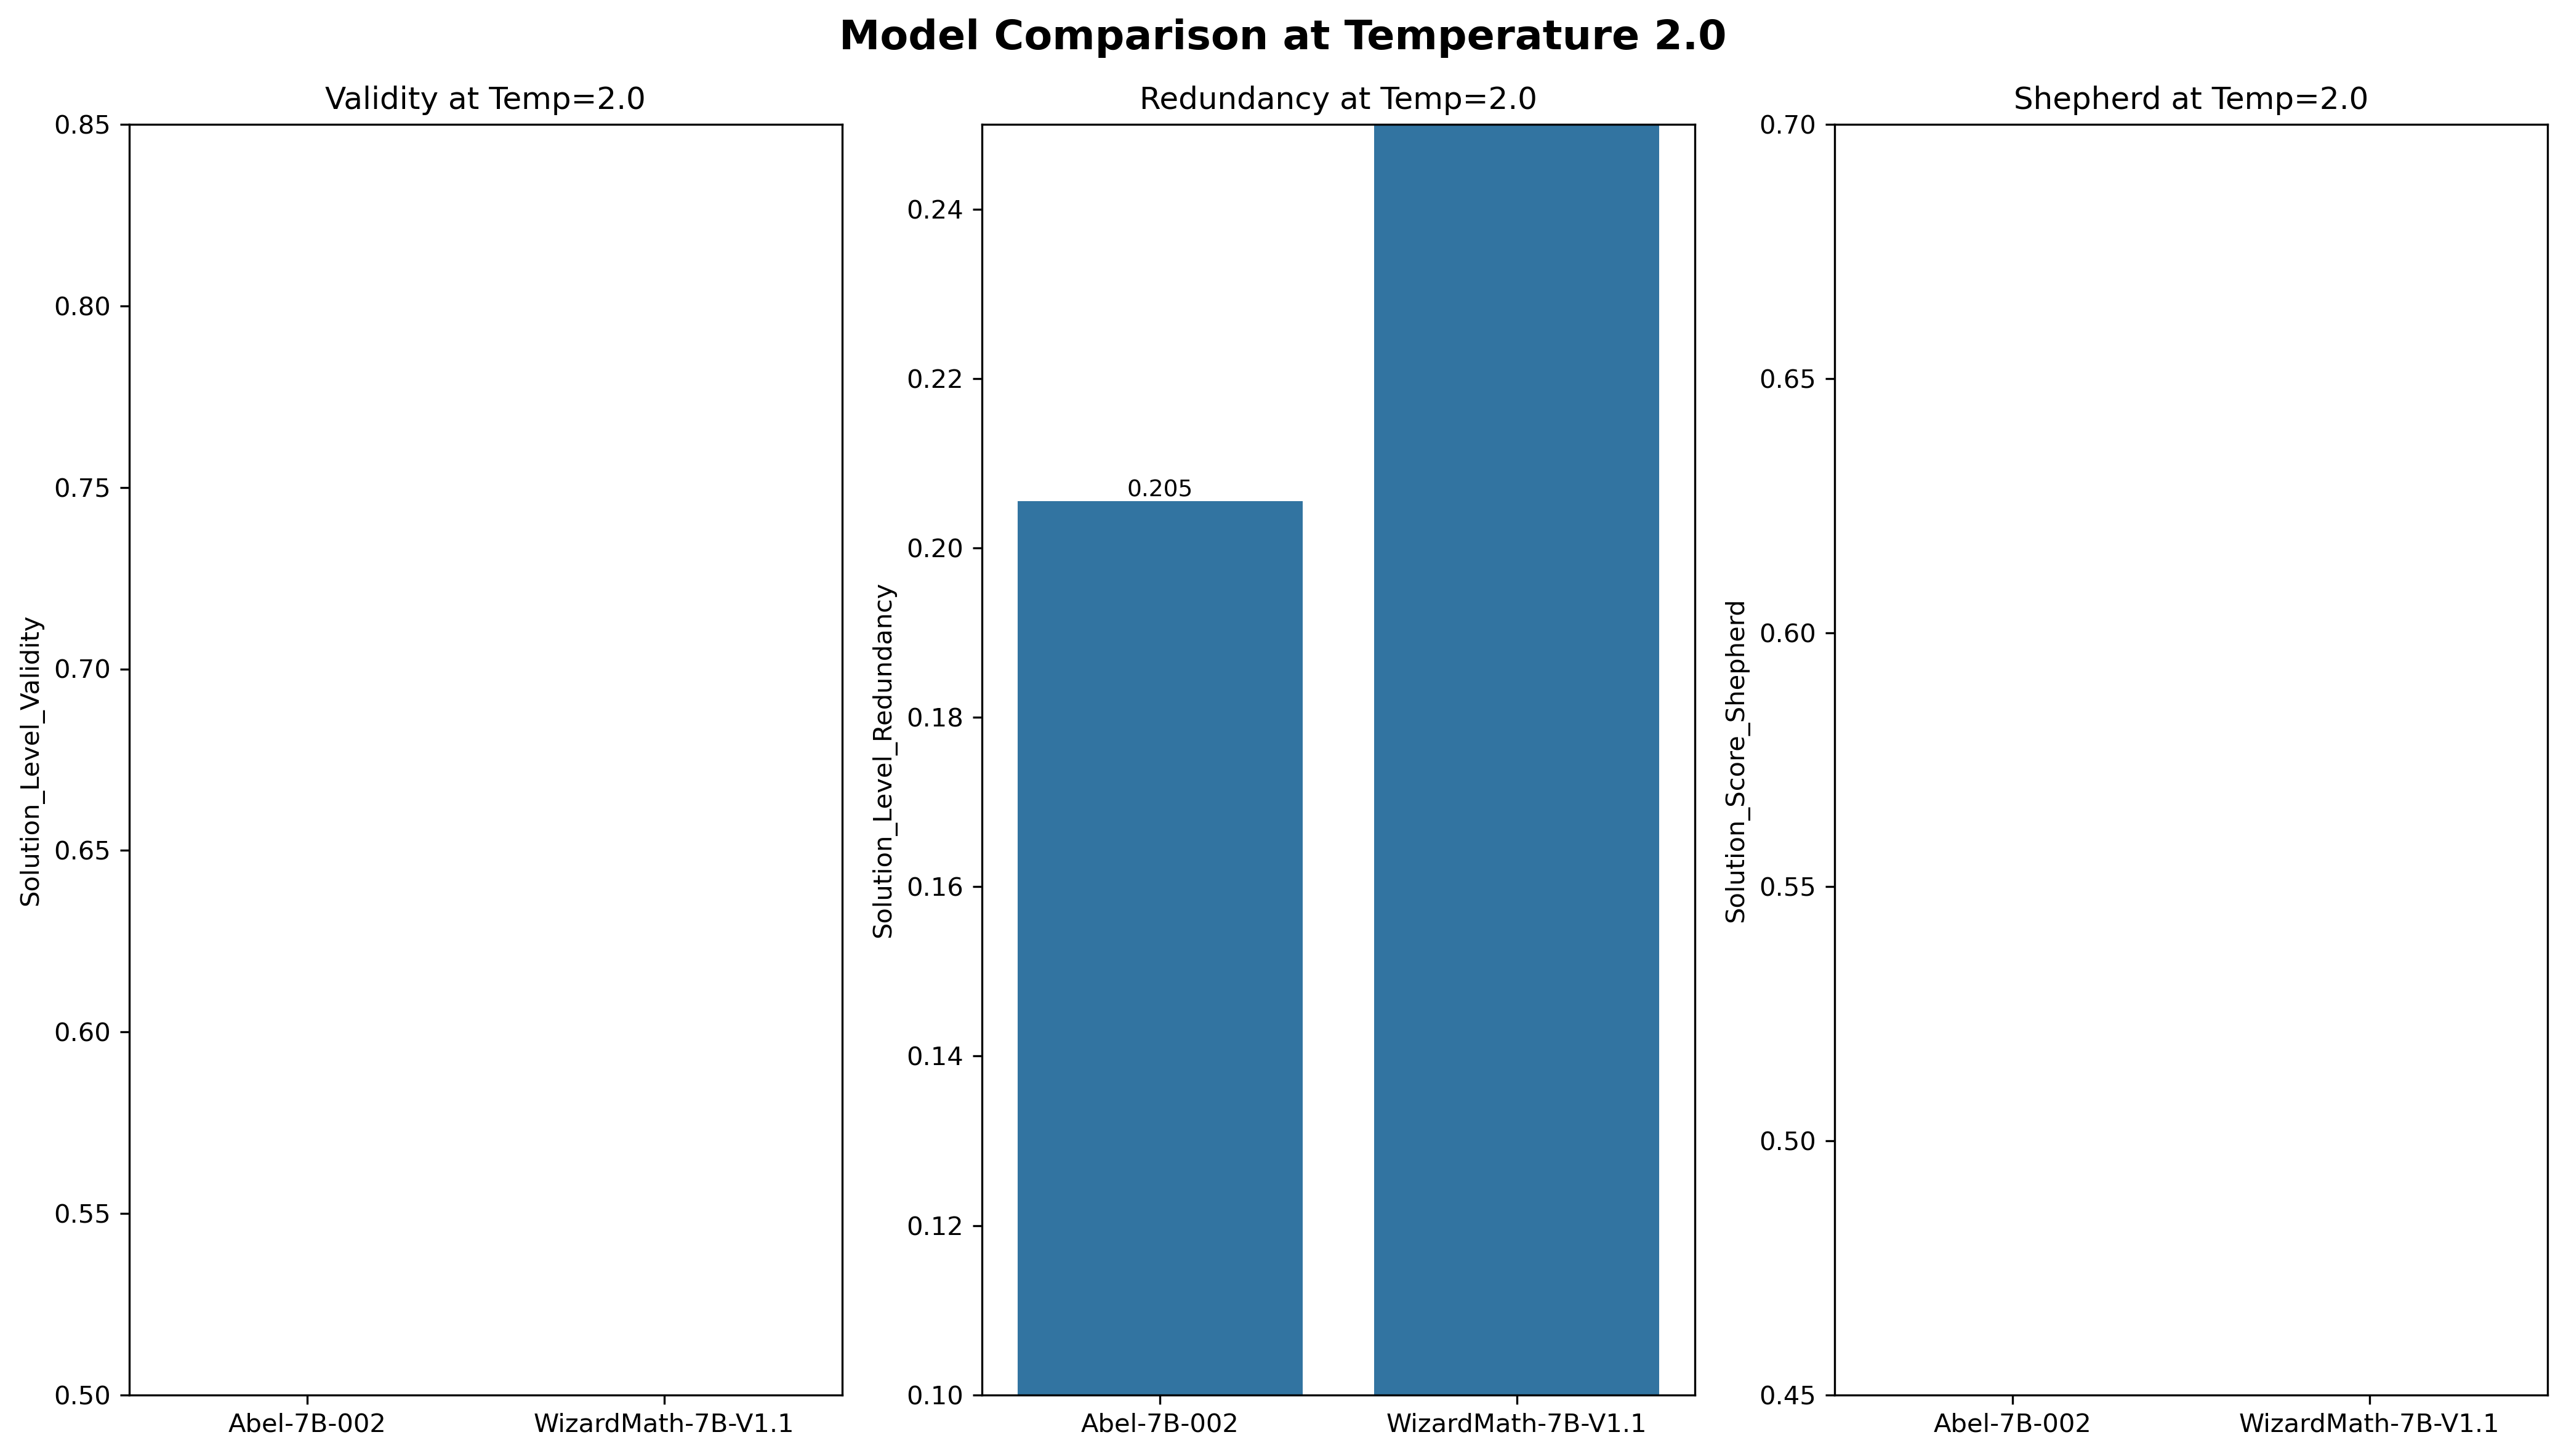 Model Comparison at Temperature 2.0
Validity at Temp=2.0
0.85
0.80
0.75
0.70
0.65
0.60
0.55
0.50
Solution_Level_Validity
Abel-7B-002
WizardMath-7B-V1.1
Redundancy at Temp=2.0
0.24
0.22
0.20
0.18
0.16
0.14
0.12
0.10
Solution_Level_Redundancy
0.205
Abel-7B-002
WizardMath-7B-V1.1
Shepherd at Temp=2.0
0.70
0.65
0.60
0.55
0.50
0.45
Solution_Score_Shepherd
Abel-7B-002
WizardMath-7B-V1.1